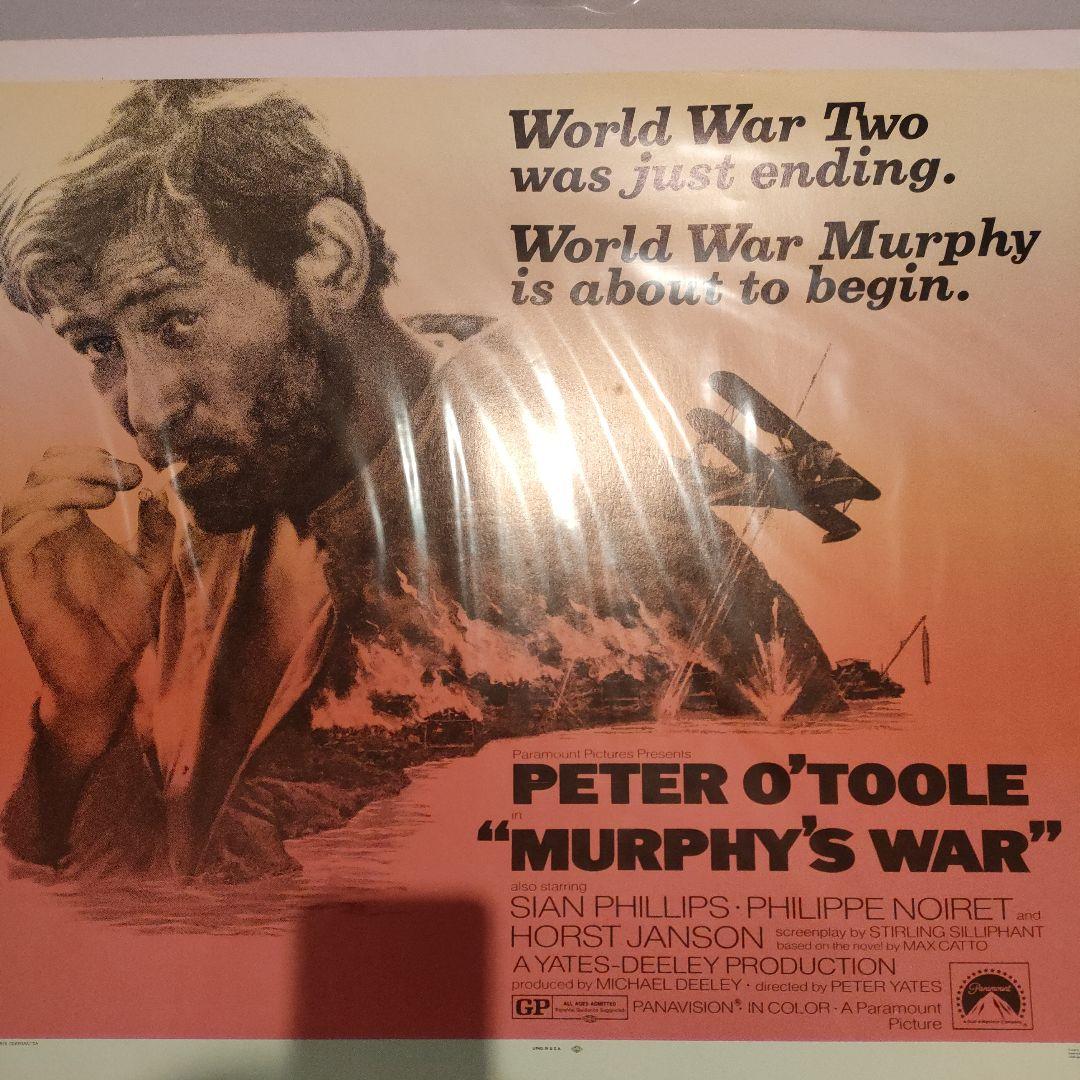 World War Two
was just ending.
World War Murphy
is about to begin.
Paramount Pictures Presents
PETER O'TOOLE
in
"MURPHY'S WAR"
also starring
SIAN PHILLIPS · PHILIPPE NOIRET and
HORST JANSON screenplay by STIRLING SILLIPHANT
based on the novel by MAX CATTO
A YATES-DEELEY PRODUCTION
produced by MICHAEL DEELEY · directed by PETER YATES
GP ALL AGES ADMITTED
Parental Guidance Suggested
PANAVISION® IN COLOR · A Paramount
Picture
Paramount